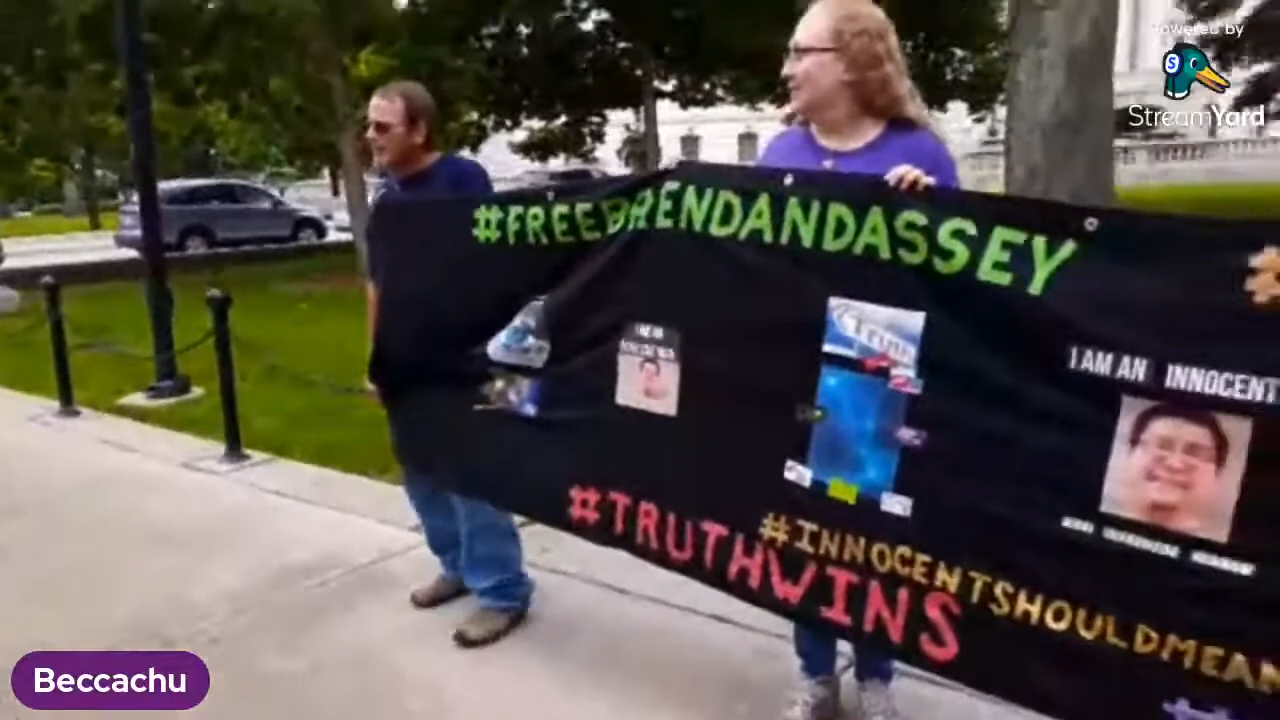 Powered by
StreamYard
#FREEBRENDANDASSEY
I AM AN INNOCENT
#TRUTHWINS
#INNOCENTSHOULDMEAN
Beccachu